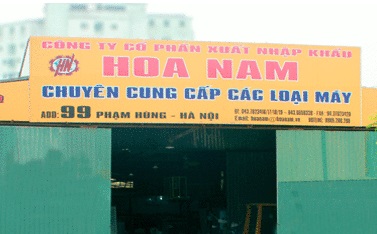 CÔNG TY CỔ PHẦN XUẤT NHẬP KHẨU
HN
HOA NAM
CHUYÊN CUNG CẤP CÁC LOẠI MÁY
ADD: 99 PHẠM HÙNG - HÀ NỘI